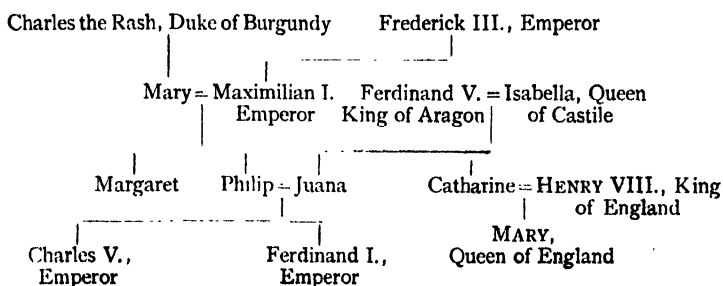 Charles the Rash, Duke of Burgundy Frederick III., Emperor
Mary = Maximilian I. Ferdinand V. = Isabella, Queen
Emperor King of Aragon of Castile
Margaret Philip = Juana Catharine = HENRY VIII., King
of England
MARY,
Charles V., Ferdinand I., Queen of England
Emperor Emperor